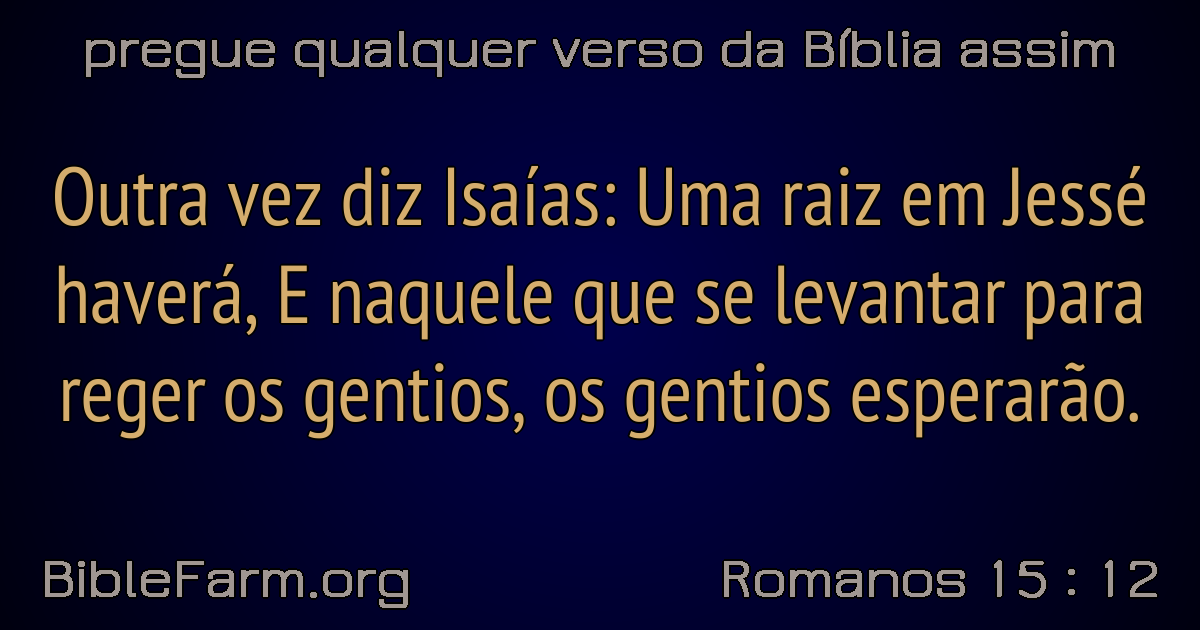 pregue qualquer verso da Bíblia assim
Outra vez diz Isaías: Uma raiz em Jessé
haverá, E naquele que se levantar para
reger os gentios, os gentios esperarão.
BibleFarm.org
Romanos 15 : 12